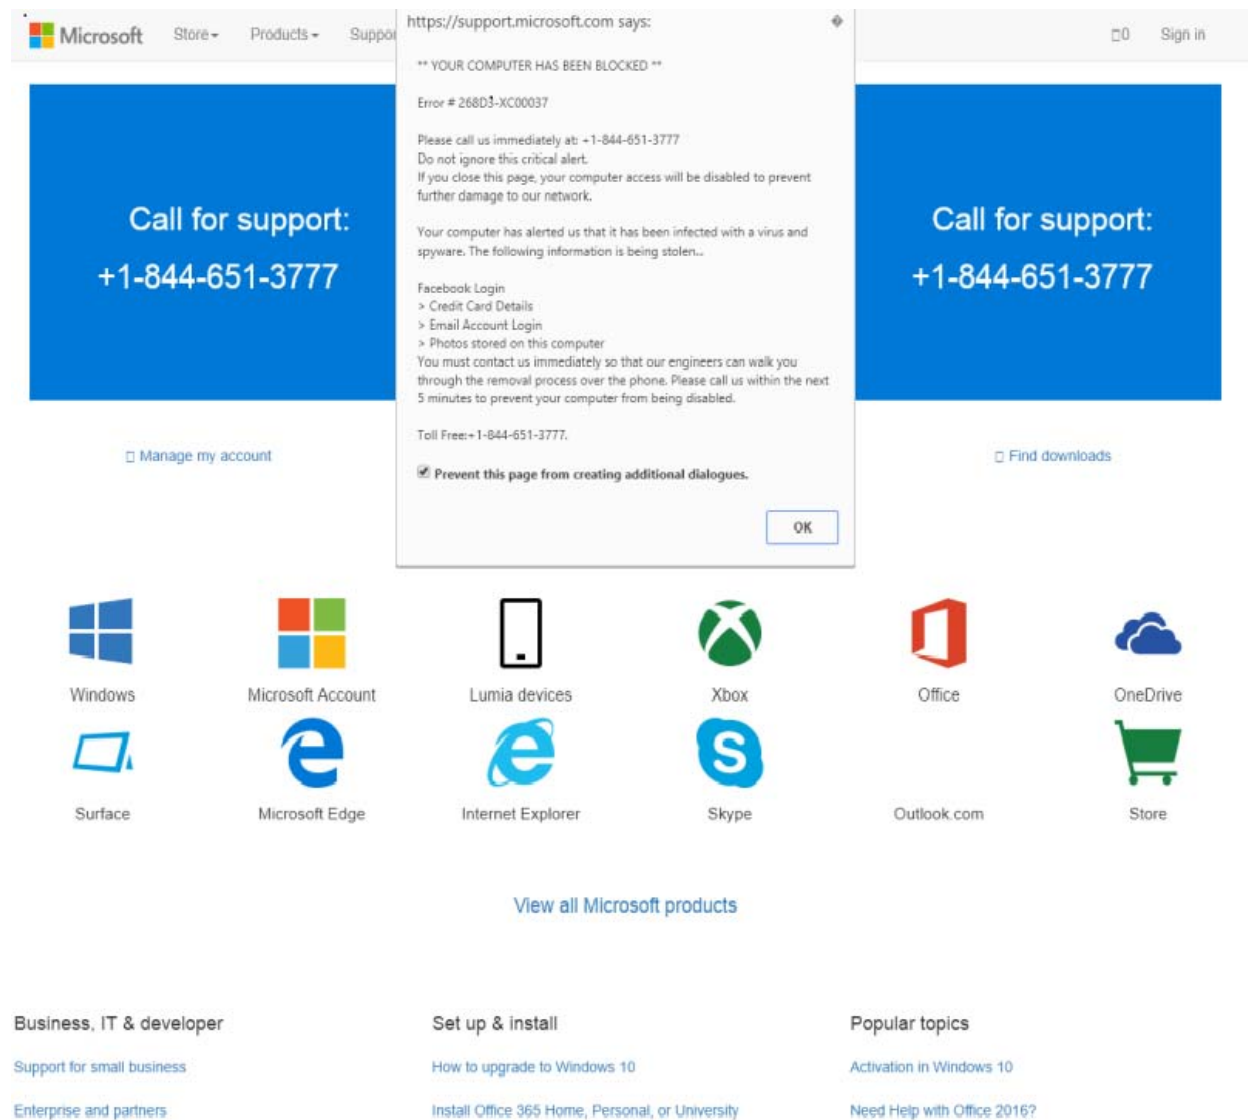 Microsoft Store Products Suppor 0 Sign in
https://support.microsoft.com says:
** YOUR COMPUTER HAS BEEN BLOCKED **
Error # 268D3-XC00037
Please call us immediately at: +1-844-651-3777
Do not ignore this critical alert.
If you close this page, your computer access will be disabled to prevent
further damage to our network.
Your computer has alerted us that it has been infected with a virus and
spyware. The following information is being stolen...
Facebook Login
> Credit Card Details
> Email Account Login
> Photos stored on this computer
You must contact us immediately so that our engineers can walk you
through the removal process over the phone. Please call us within the next
5 minutes to prevent your computer from being disabled.
Toll Free:+1-844-651-3777.
Prevent this page from creating additional dialogues.
OK
Call for support:
+1-844-651-3777
Call for support:
+1-844-651-3777
Manage my account
Find downloads
Windows
Microsoft Account
Lumia devices
Xbox
Office
OneDrive
Surface
Microsoft Edge
Internet Explorer
Skype
Outlook.com
Store
View all Microsoft products
Business, IT & developer
Support for small business
Enterprise and partners
Set up & install
How to upgrade to Windows 10
Install Office 365 Home, Personal, or University
Popular topics
Activation in Windows 10
Need Help with Office 2016?